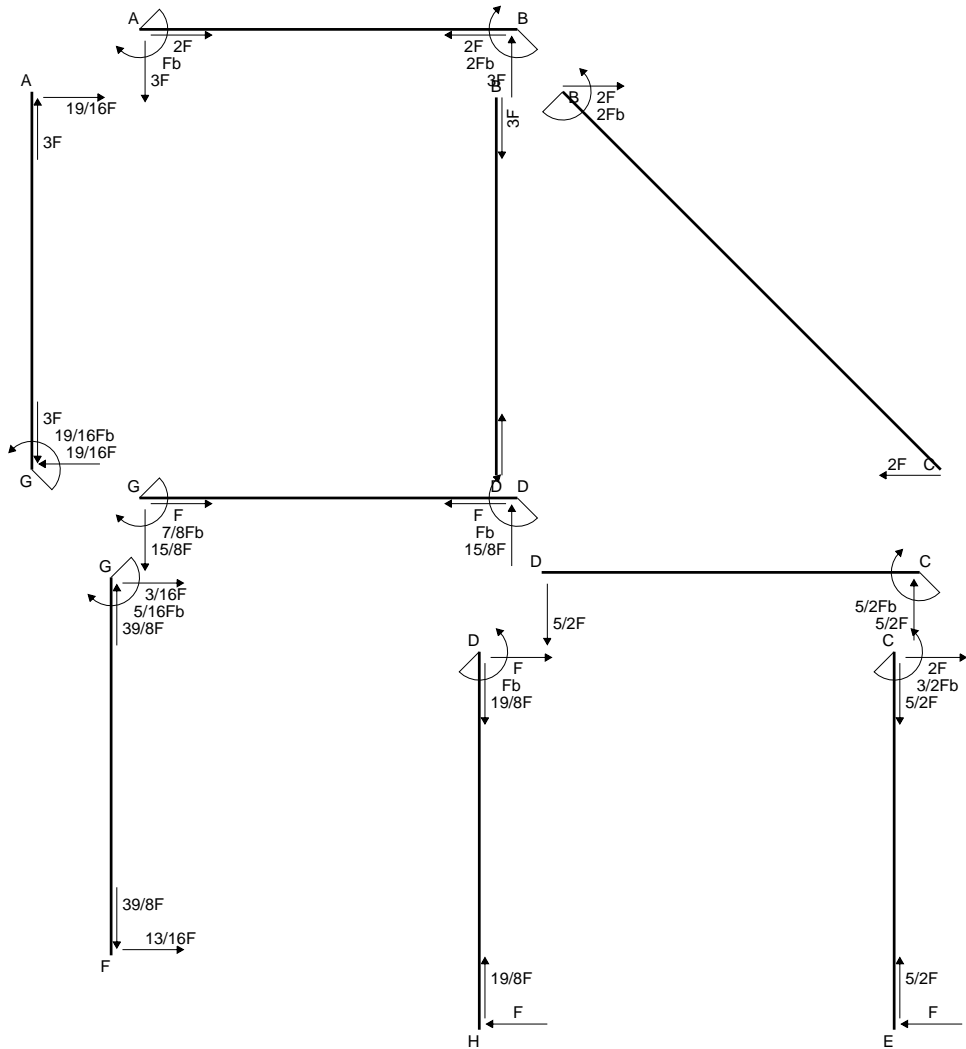 A
B
2F
Fb
3F
2F
2Fb
3F
A
19/16F
3F
B
3F
B
2F
2Fb
3F
19/16Fb
19/16F
G
D
2F
C
G
F
7/8Fb
15/8F
D
F
Fb
15/8F
G
3/16F
5/16Fb
39/8F
D
5/2F
C
5/2Fb
5/2F
D
F
Fb
19/8F
C
2F
3/2Fb
5/2F
39/8F
13/16F
F
19/8F
F
H
5/2F
F
E